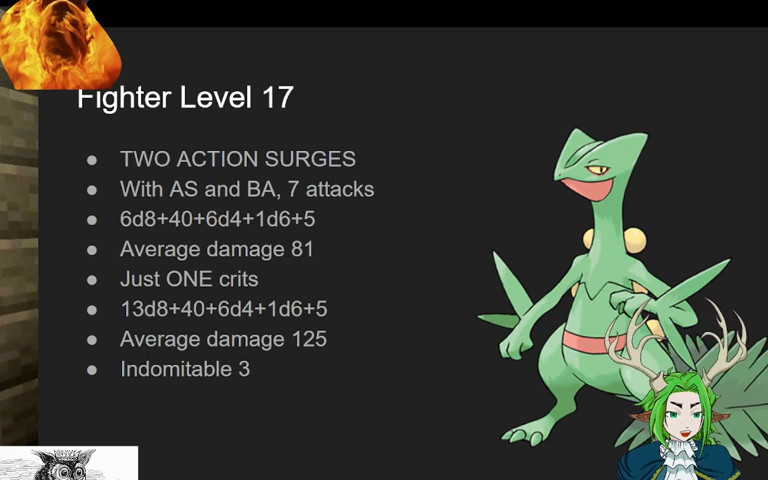 Fighter Level 17
● TWO ACTION SURGES
● With AS and BA, 7 attacks
● 6d8+40+6d4+1d6+5
● Average damage 81
● Just ONE crits
● 13d8+40+6d4+1d6+5
● Average damage 125
● Indomitable 3